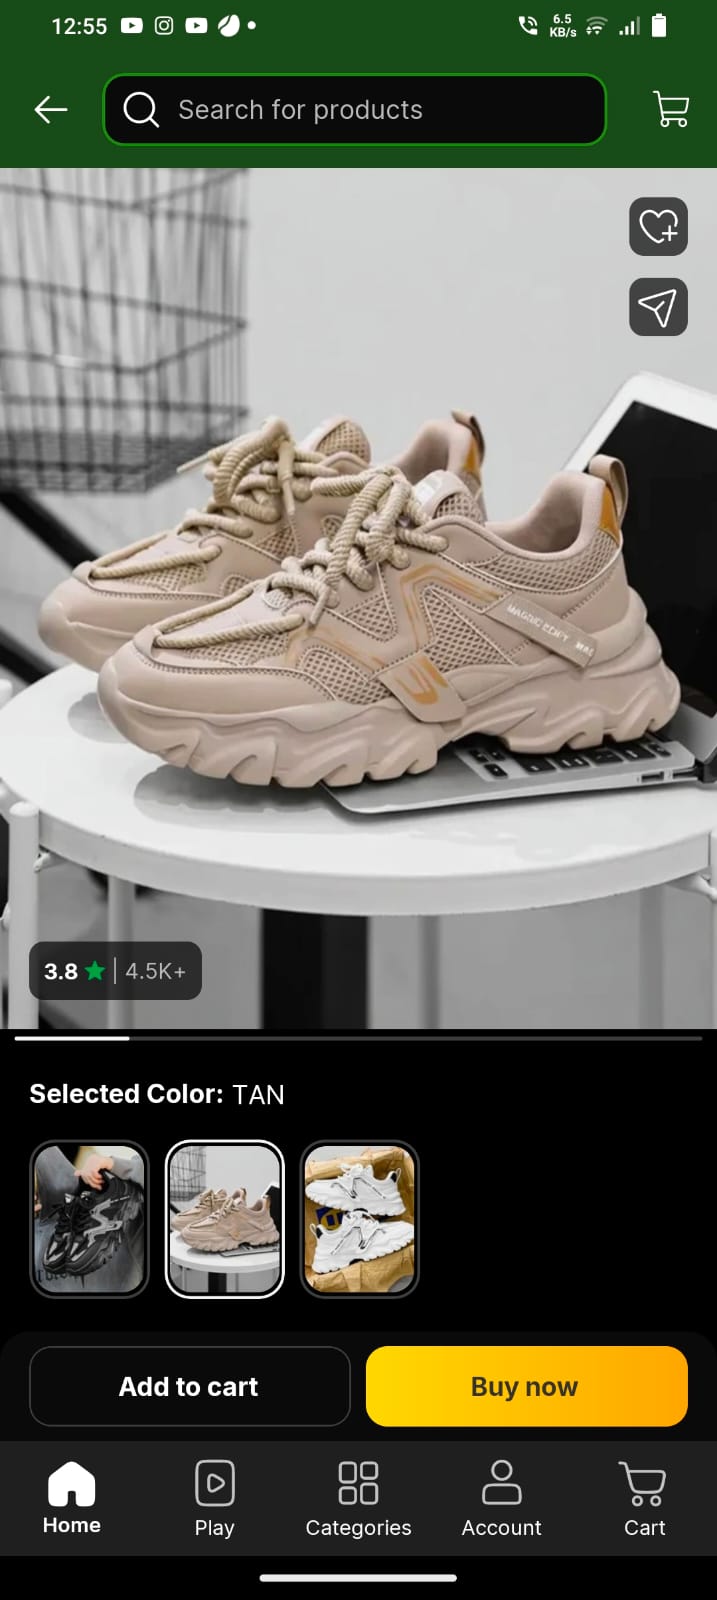 12:55
6.5
KB/s
Search for products
3.8 | 4.5K+
Selected Color: TAN
Add to cart
Buy now
Home
Play
Categories
Account
Cart